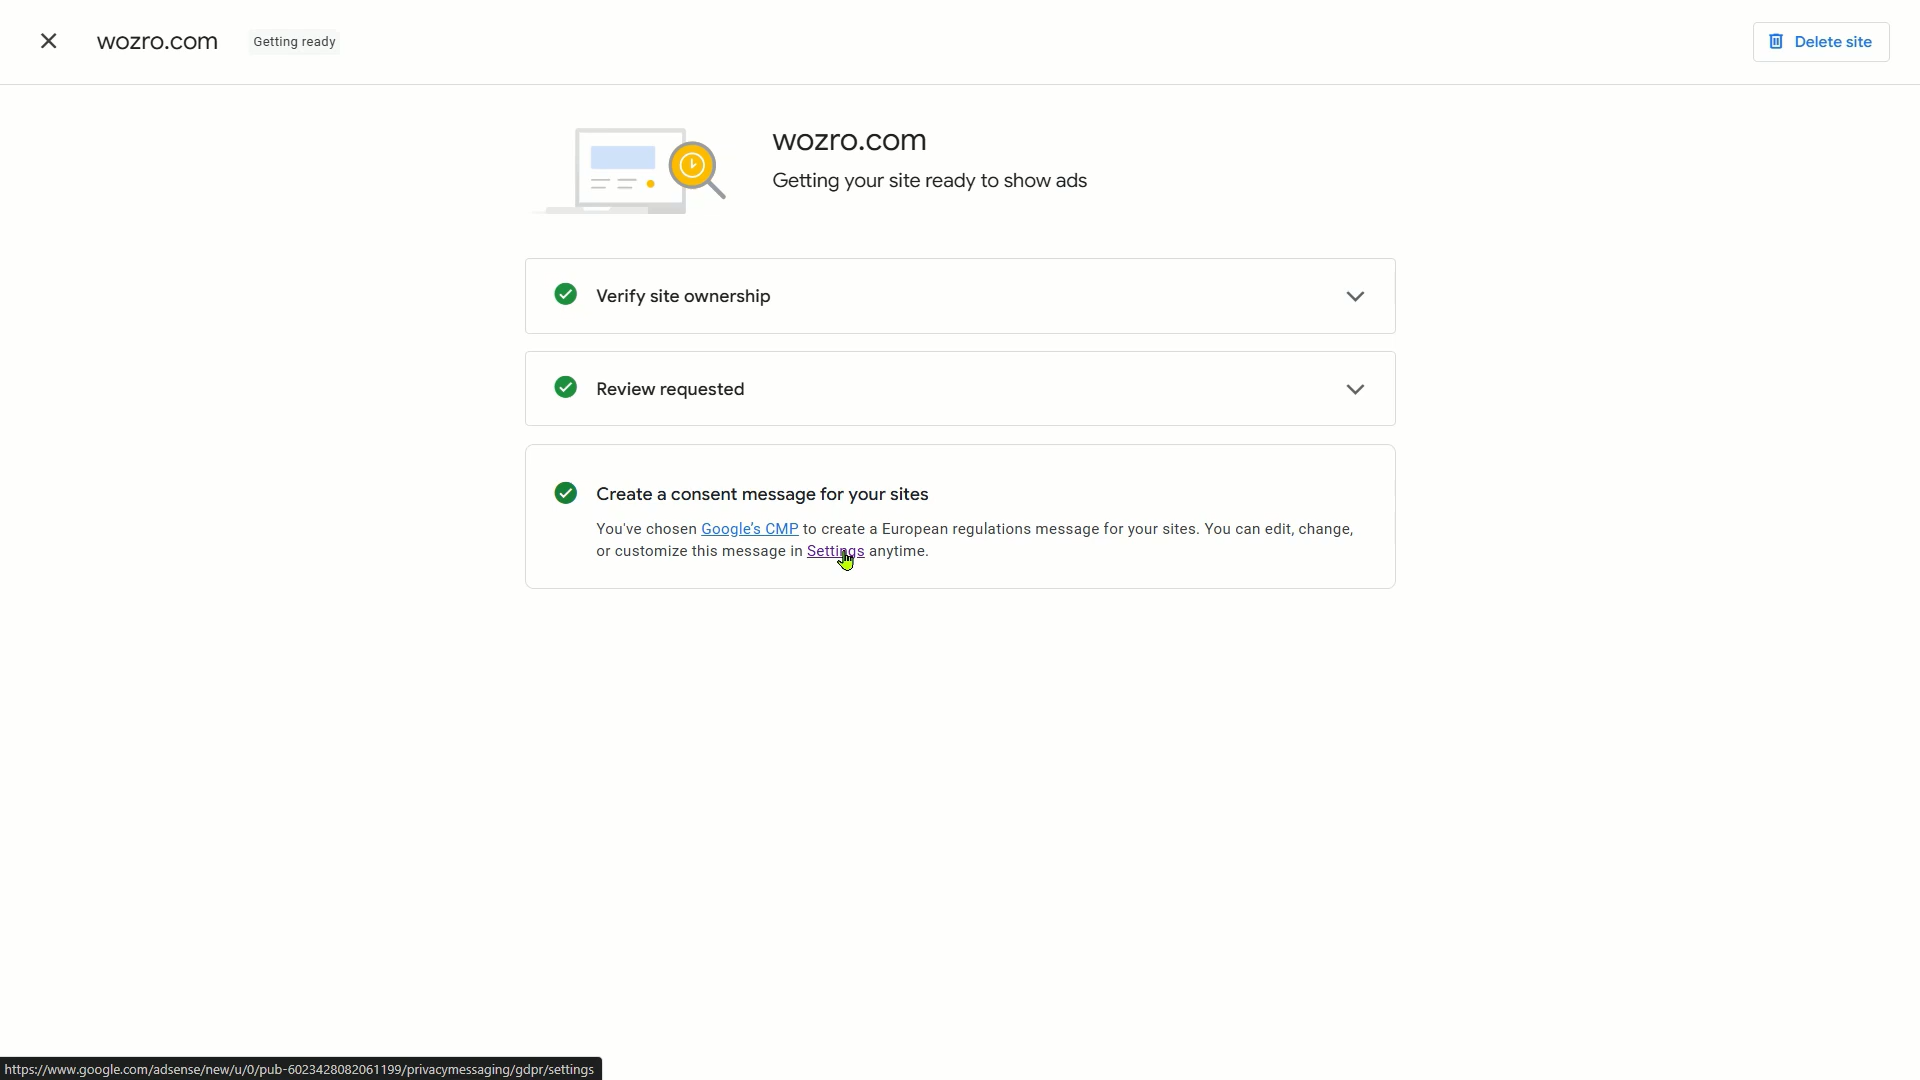 wozro.com
Getting ready
Delete site
wozro.com
Getting your site ready to show ads
Verify site ownership
Review requested
Create a consent message for your sites
You've chosen Google’s CMP to create a European regulations message for your sites. You can edit, change,
or customize this message in Settings anytime.
https://www.google.com/adsense/new/u/0/pub-6023428082061199/privacymessaging/gdpr/settings